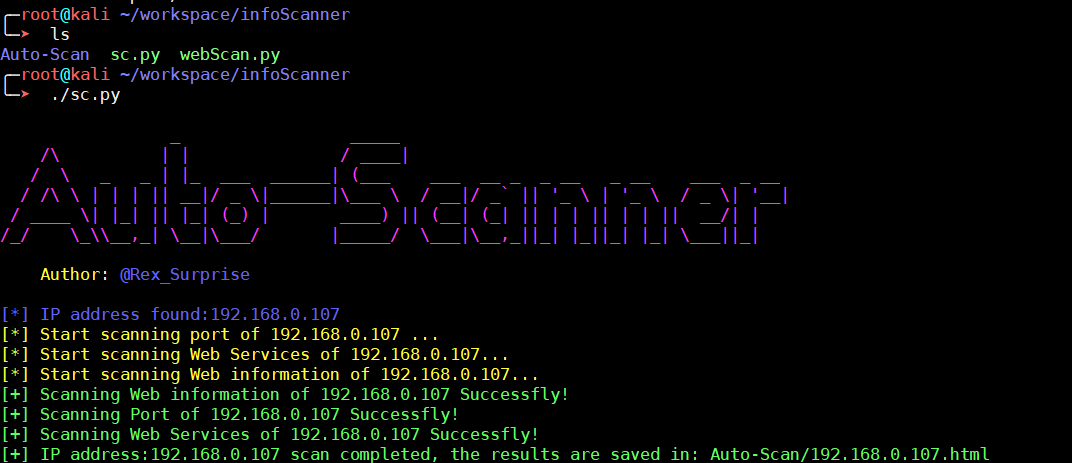 root@kali ~/workspace/infoScanner
➤ ls
Auto-Scan sc.py webScan.py
root@kali ~/workspace/infoScanner
➤ ./sc.py
Auto-Scanner
Author: @Rex_Surprise
[*] IP address found:192.168.0.107
[*] Start scanning port of 192.168.0.107 ...
[*] Start scanning Web Services of 192.168.0.107...
[*] Start scanning Web information of 192.168.0.107...
[+] Scanning Web information of 192.168.0.107 Successfly!
[+] Scanning Port of 192.168.0.107 Successfly!
[+] Scanning Web Services of 192.168.0.107 Successfly!
[+] IP address:192.168.0.107 scan completed, the results are saved in: Auto-Scan/192.168.0.107.html